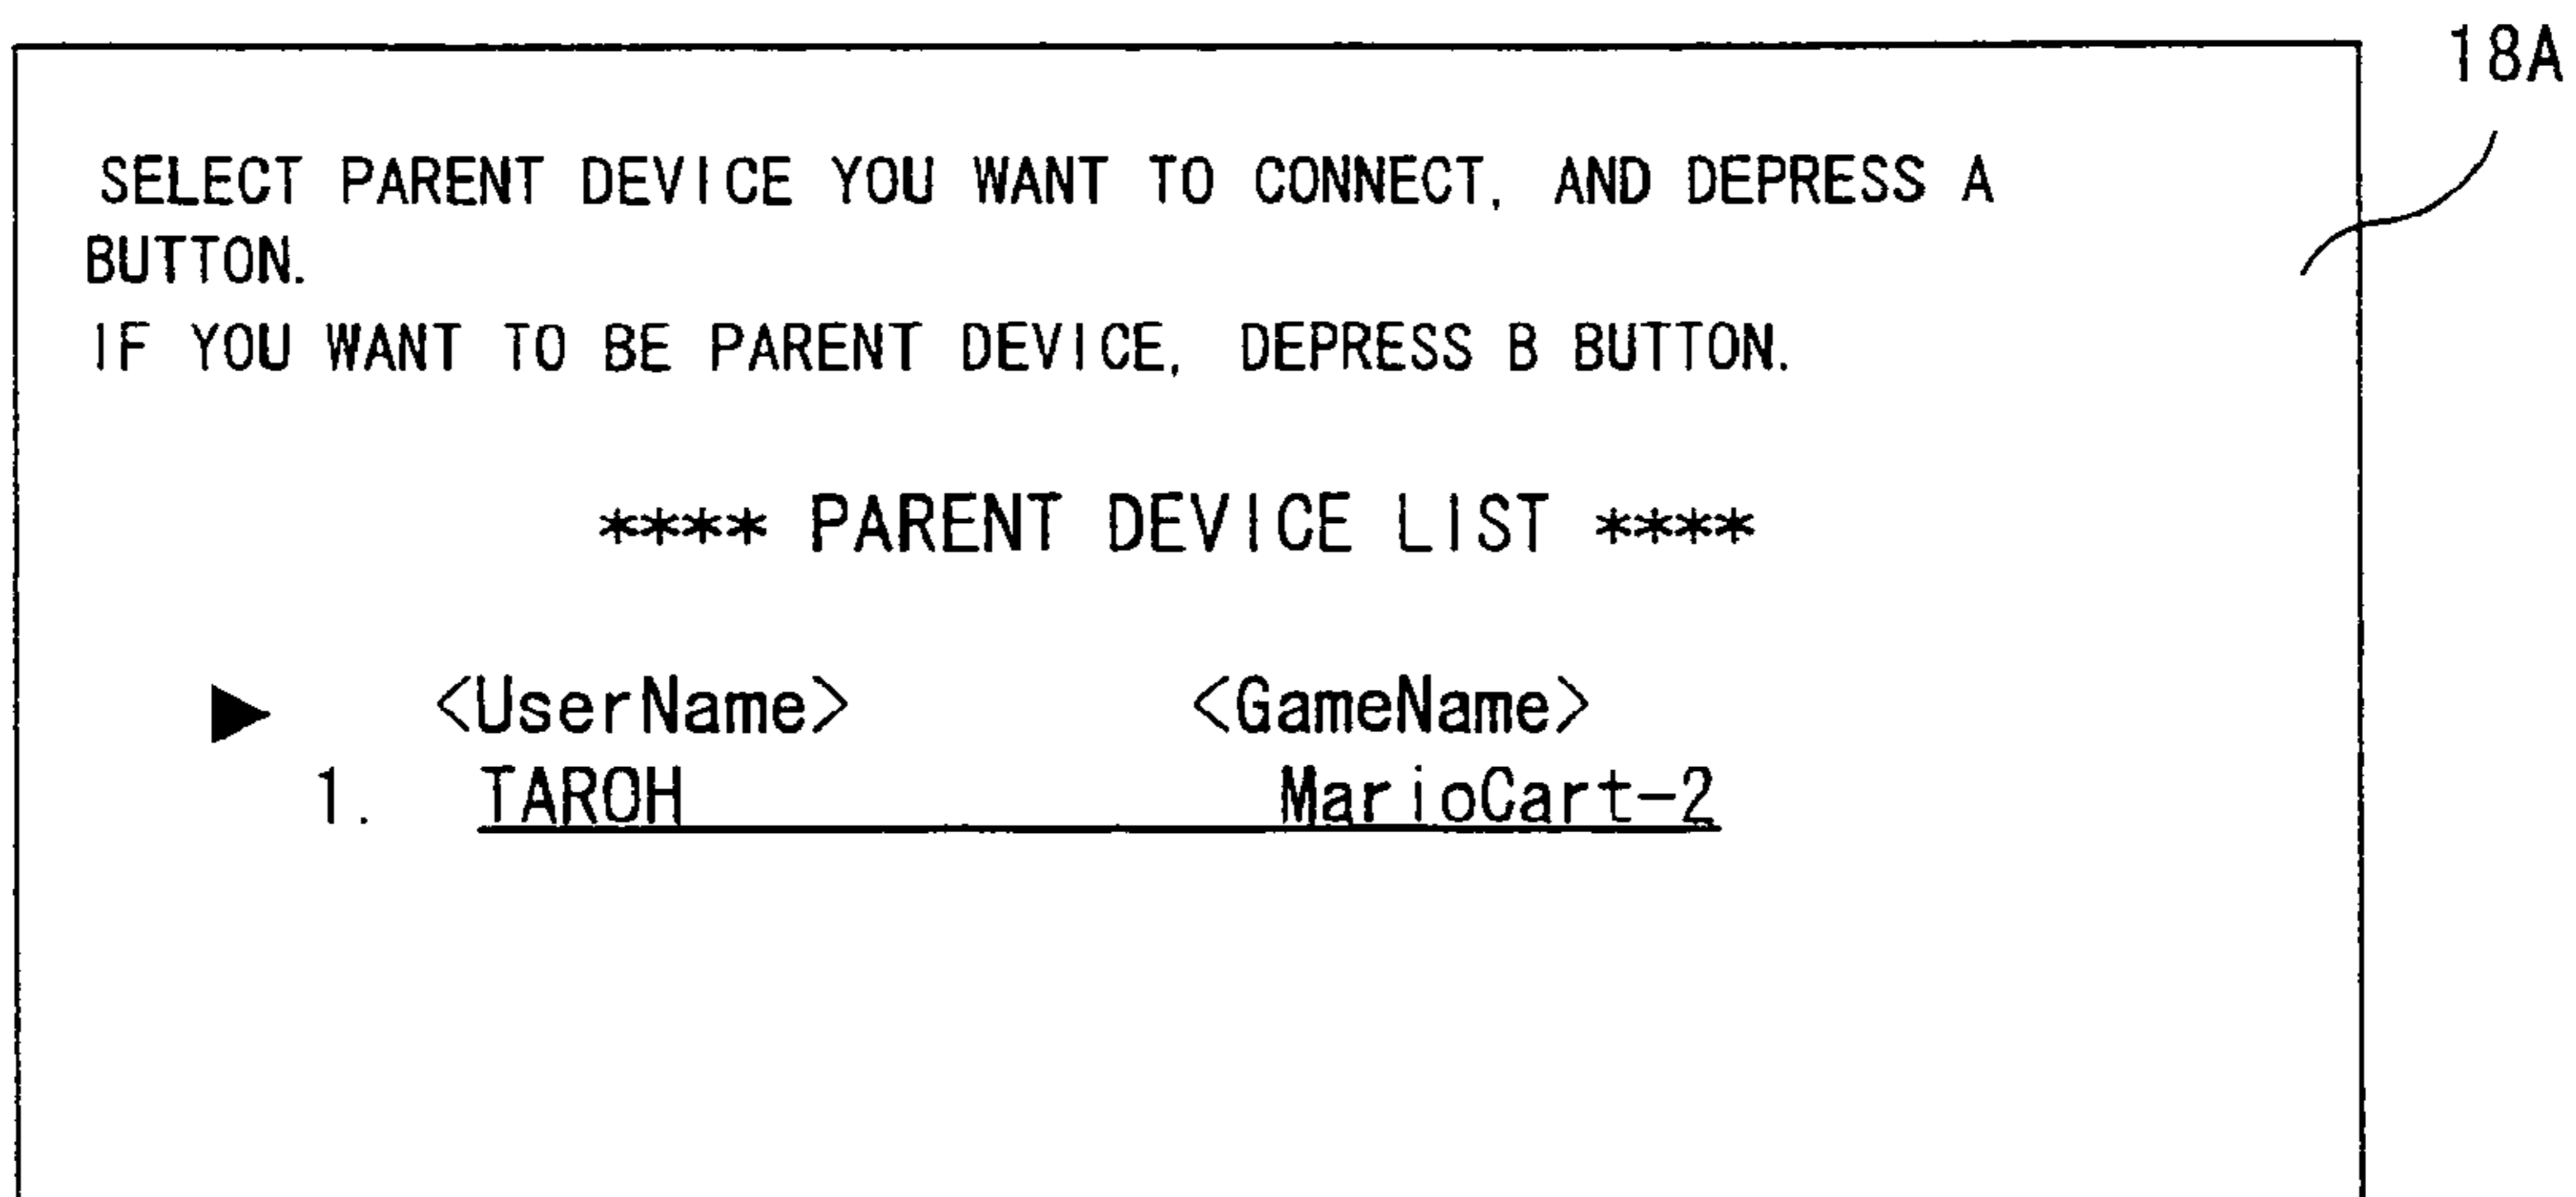 18A
SELECT PARENT DEVICE YOU WANT TO CONNECT, AND DEPRESS A
BUTTON.
IF YOU WANT TO BE PARENT DEVICE, DEPRESS B BUTTON.
**** PARENT DEVICE LIST ****
▶ <UserName> <GameName>
1. TAROH MarioCart-2